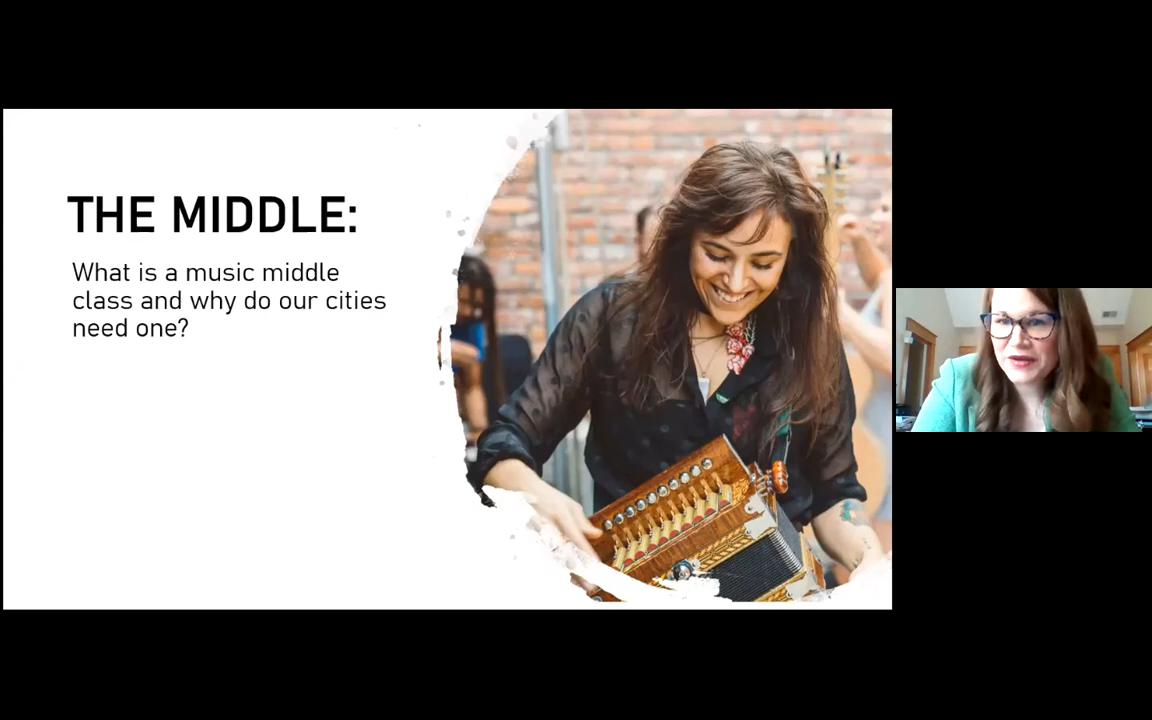 THE MIDDLE:
What is a music middle
class and why do our cities
need one?